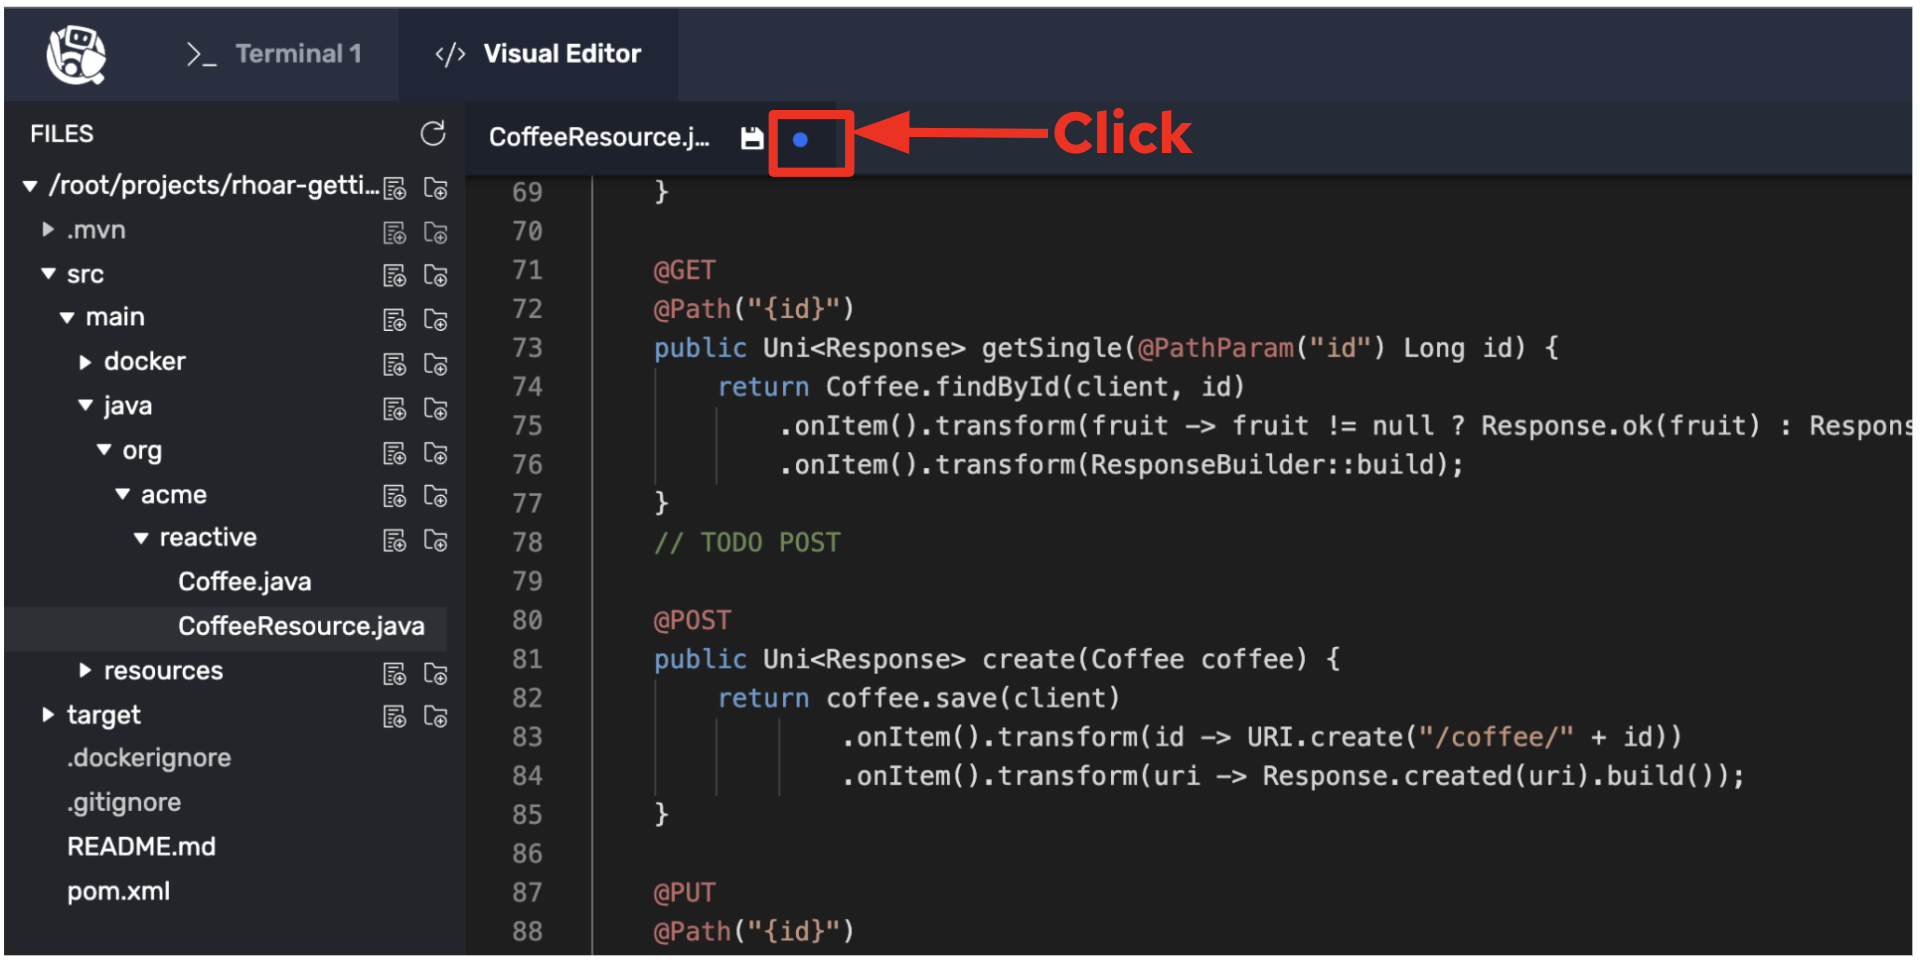 >_ Terminal 1
</> Visual Editor
FILES
CoffeeResource.j...
Click
/root/projects/rhoar-getti...
.mvn
src
main
docker
java
org
acme
reactive
Coffee.java
CoffeeResource.java
resources
target
.dockerignore
.gitignore
README.md
pom.xml
69 }
70
71 @GET
72 @Path("{id}")
73 public Uni<Response> getSingle(@PathParam("id") Long id) {
74 return Coffee.findById(client, id)
75 .onItem().transform(fruit -> fruit != null ? Response.ok(fruit) : Respons
76 .onItem().transform(ResponseBuilder::build);
77 }
78 // TODO POST
79
80 @POST
81 public Uni<Response> create(Coffee coffee) {
82 return coffee.save(client)
83 .onItem().transform(id -> URI.create("/coffee/" + id))
84 .onItem().transform(uri -> Response.created(uri).build());
85 }
86
87 @PUT
88 @Path("{id}")